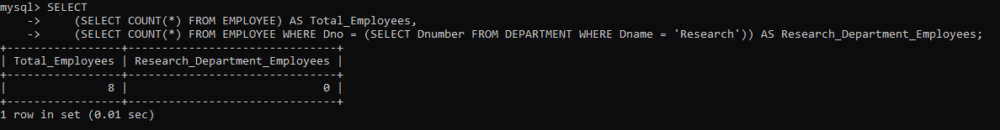 mysql> SELECT
    ->     (SELECT COUNT(*) FROM EMPLOYEE) AS Total_Employees,
    ->     (SELECT COUNT(*) FROM EMPLOYEE WHERE Dno = (SELECT Dnumber FROM DEPARTMENT WHERE Dname = 'Research')) AS Research_Department_Employees;
+-----------------+-------------------------------+
| Total_Employees | Research_Department_Employees |
+-----------------+-------------------------------+
|               8 |                             0 |
+-----------------+-------------------------------+
1 row in set (0.01 sec)